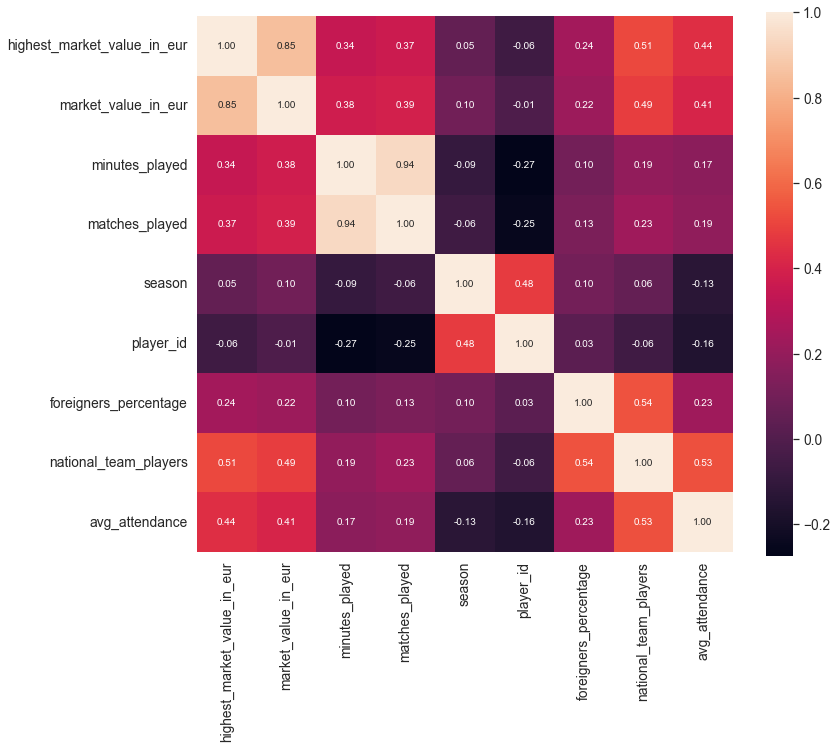 highest_market_value_in_eur 1.00 0.85 0.34 0.37 0.05 -0.06 0.24 0.51 0.44
market_value_in_eur 0.85 1.00 0.38 0.39 0.10 -0.01 0.22 0.49 0.41
minutes_played 0.34 0.38 1.00 0.94 -0.09 -0.27 0.10 0.19 0.17
matches_played 0.37 0.39 0.94 1.00 -0.06 -0.25 0.13 0.23 0.19
season 0.05 0.10 -0.09 -0.06 1.00 0.48 0.10 0.06 -0.13
player_id -0.06 -0.01 -0.27 -0.25 0.48 1.00 0.03 -0.06 -0.16
foreigners_percentage 0.24 0.22 0.10 0.13 0.10 0.03 1.00 0.54 0.23
national_team_players 0.51 0.49 0.19 0.23 0.06 -0.06 0.54 1.00 0.53
avg_attendance 0.44 0.41 0.17 0.19 -0.13 -0.16 0.23 0.53 1.00
highest_market_value_in_eur
market_value_in_eur
minutes_played
matches_played
season
player_id
foreigners_percentage
national_team_players
avg_attendance
1.0
0.8
0.6
0.4
0.2
0.0
−0.2